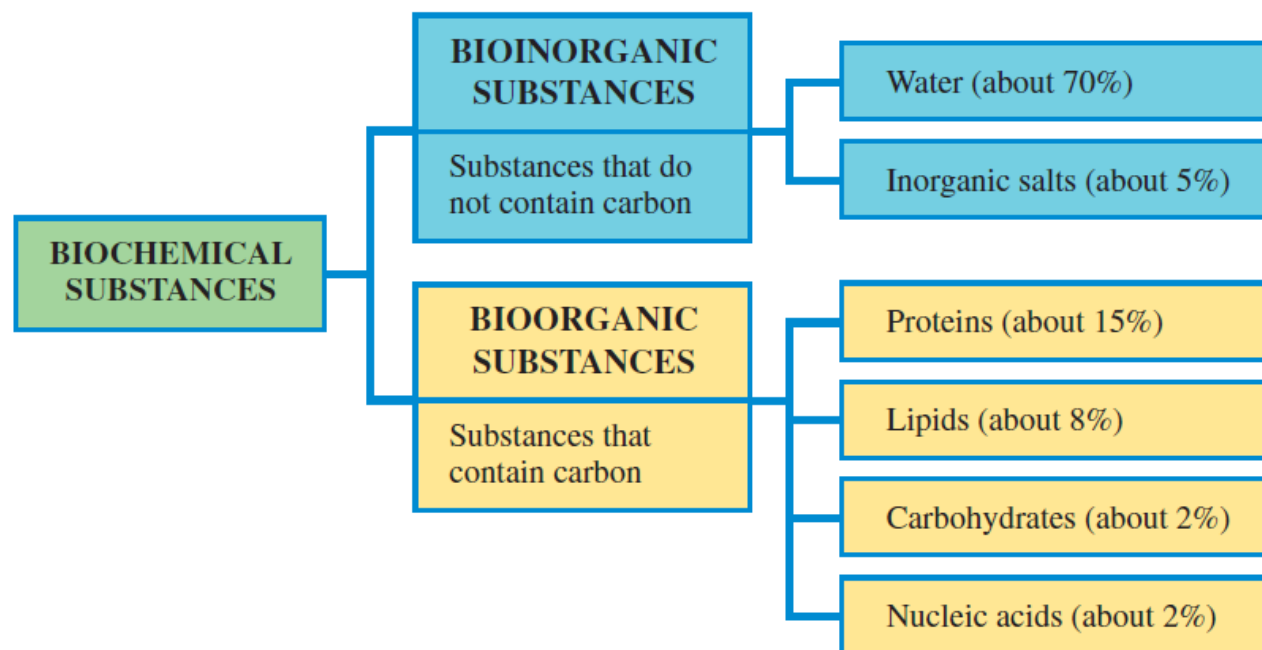 BIOCHEMICAL
SUBSTANCES
BIOINORGANIC
SUBSTANCES
Substances that do
not contain carbon
Water (about 70%)
Inorganic salts (about 5%)
BIOORGANIC
SUBSTANCES
Substances that
contain carbon
Proteins (about 15%)
Lipids (about 8%)
Carbohydrates (about 2%)
Nucleic acids (about 2%)